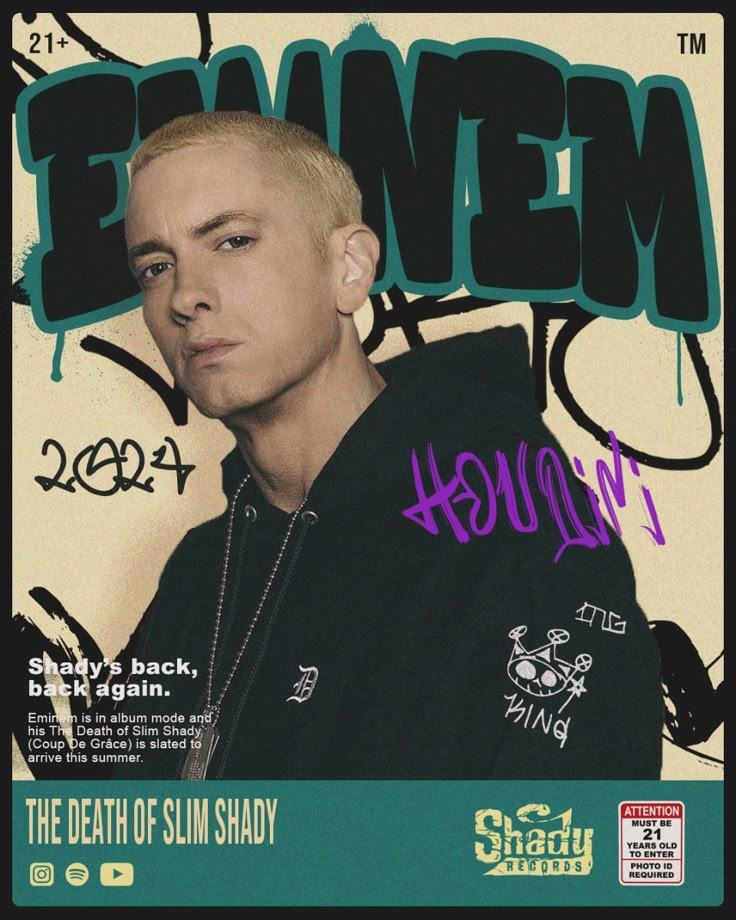 21+
TM
EMINEM
2024
HOUDINI
Shady's back,
back again.
Eminem is in album mode and
his The Death of Slim Shady
(Coup De Grâce) is slated to
arrive this summer.
D
KING
THE DEATH OF SLIM SHADY
Shady
RECORDS
ATTENTION
MUST BE
21
YEARS OLD
TO ENTER
PHOTO ID
REQUIRED